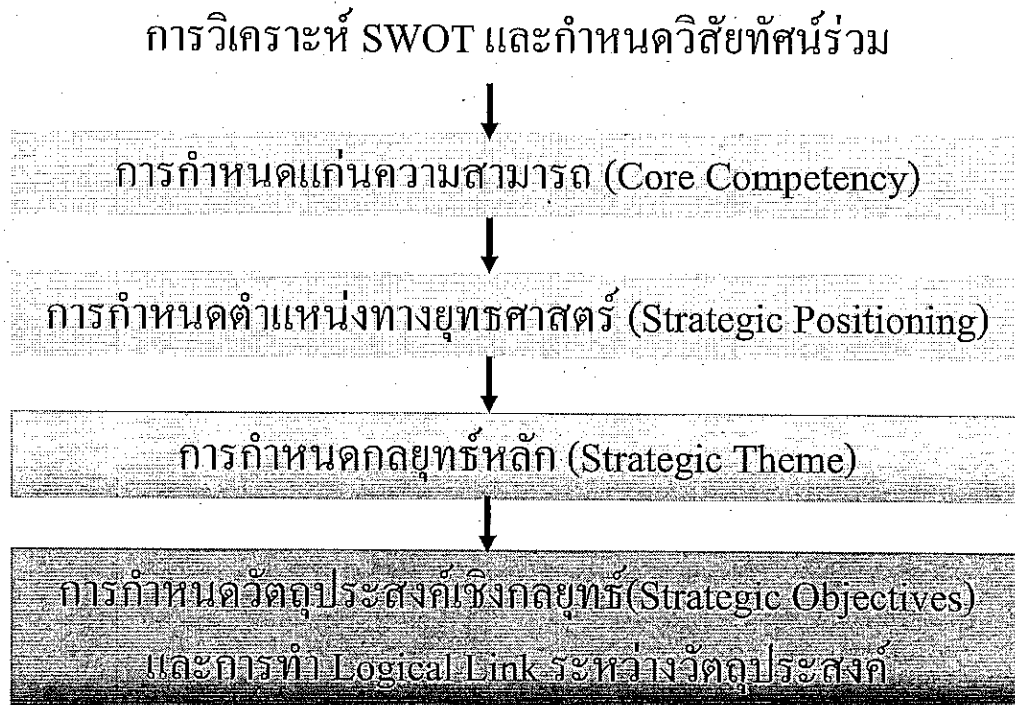 การวิเคราะห์ SWOT และกำหนดวิสัยทัศน์ร่วม
การกำหนดแก่นความสามารถ (Core Competency)
การกำหนดตำแหน่งทางยุทธศาสตร์ (Strategic Positioning)
การกำหนดกลยุทธ์หลัก (Strategic Theme)
การกำหนดวัตถุประสงค์เชิงกลยุทธ์(Strategic Objectives)
และการทำ Logical Link ระหว่างวัตถุประสงค์